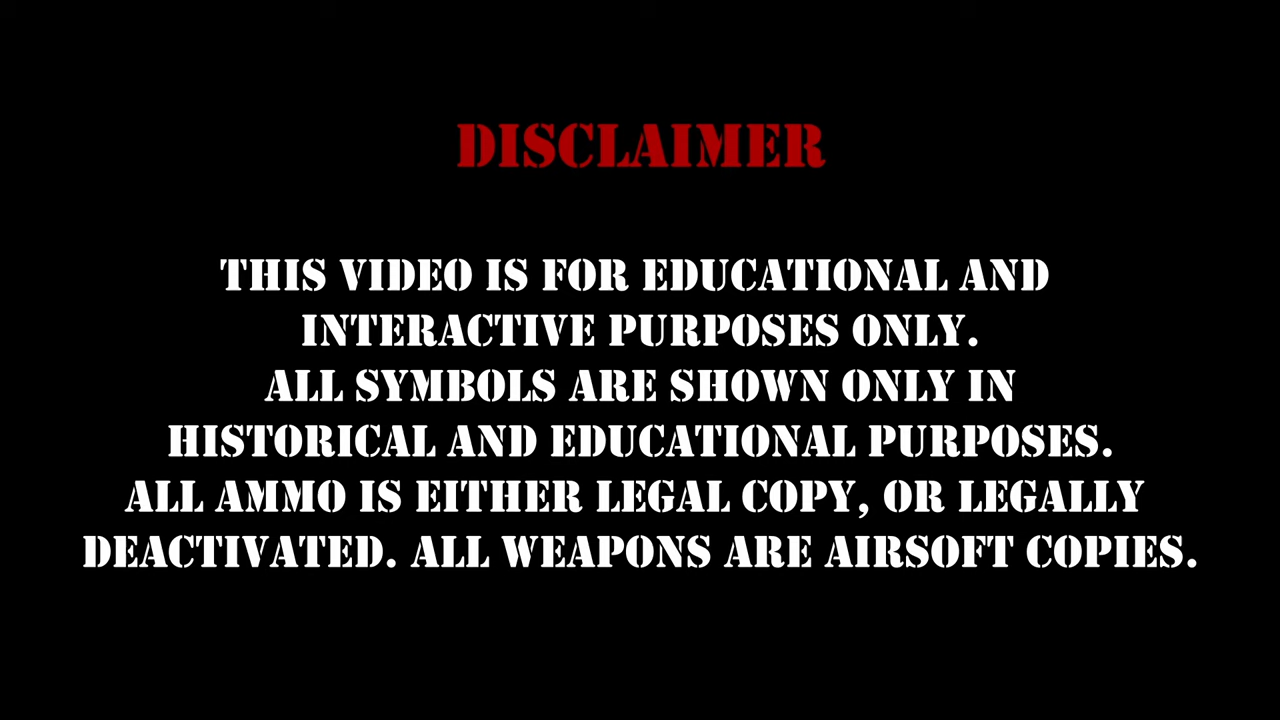 DISCLAIMER
THIS VIDEO IS FOR EDUCATIONAL AND
INTERACTIVE PURPOSES ONLY.
ALL SYMBOLS ARE SHOWN ONLY IN
HISTORICAL AND EDUCATIONAL PURPOSES.
ALL AMMO IS EITHER LEGAL COPY, OR LEGALLY
DEACTIVATED. ALL WEAPONS ARE AIRSOFT COPIES.